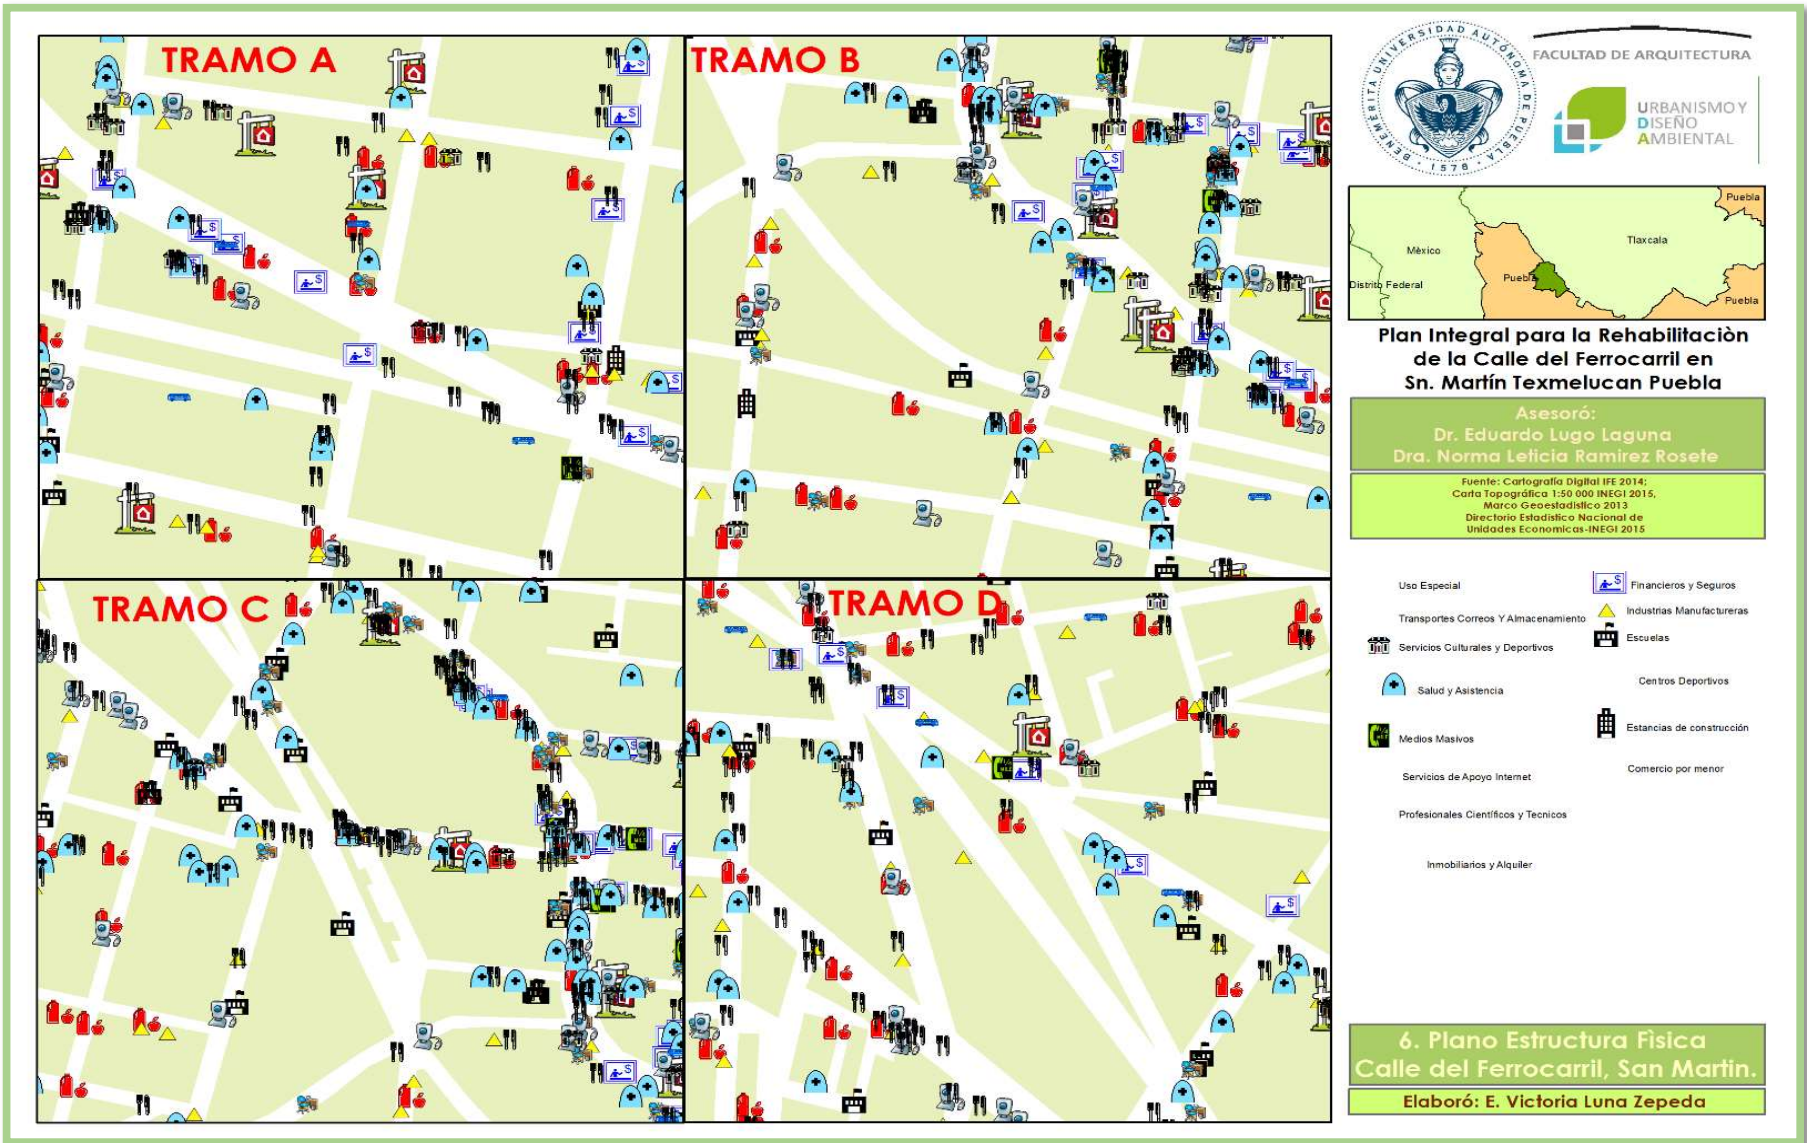 TRAMO A
TRAMO B
TRAMO C
TRAMO D
BENEMÉRITA UNIVERSIDAD AUTÓNOMA DE PUEBLA
1578
FACULTAD DE ARQUITECTURA
URBANISMO Y
DISEÑO
AMBIENTAL
Puebla
Tlaxcala
Mèxico
Puebla
Distrito Federal
Puebla
Plan Integral para la Rehabilitaciòn
de la Calle del Ferrocarril en
Sn. Martín Texmelucan Puebla
Asesoró:
Dr. Eduardo Lugo Laguna
Dra. Norma Leticia Ramirez Rosete
Fuente: Cartografía Digital IFE 2014;
Carta Topográfica 1:50 000 INEGI 2015,
Marco Geoestadistico 2013
Directorio Estadistico Nacional de
Unidades Economicas-INEGI 2015
Uso Especial
Financieros y Seguros
Transportes Correos Y Almacenamiento
Industrias Manufactureras
Servicios Culturales y Deportivos
Escuelas
Salud y Asistencia
Centros Deportivos
Medios Masivos
Estancias de construcción
Servicios de Apoyo Internet
Comercio por menor
Profesionales Científicos y Tecnicos
Inmobiliarios y Alquiler
6. Plano Estructura Fìsica
Calle del Ferrocarril, San Martin.
Elaboró: E. Victoria Luna Zepeda